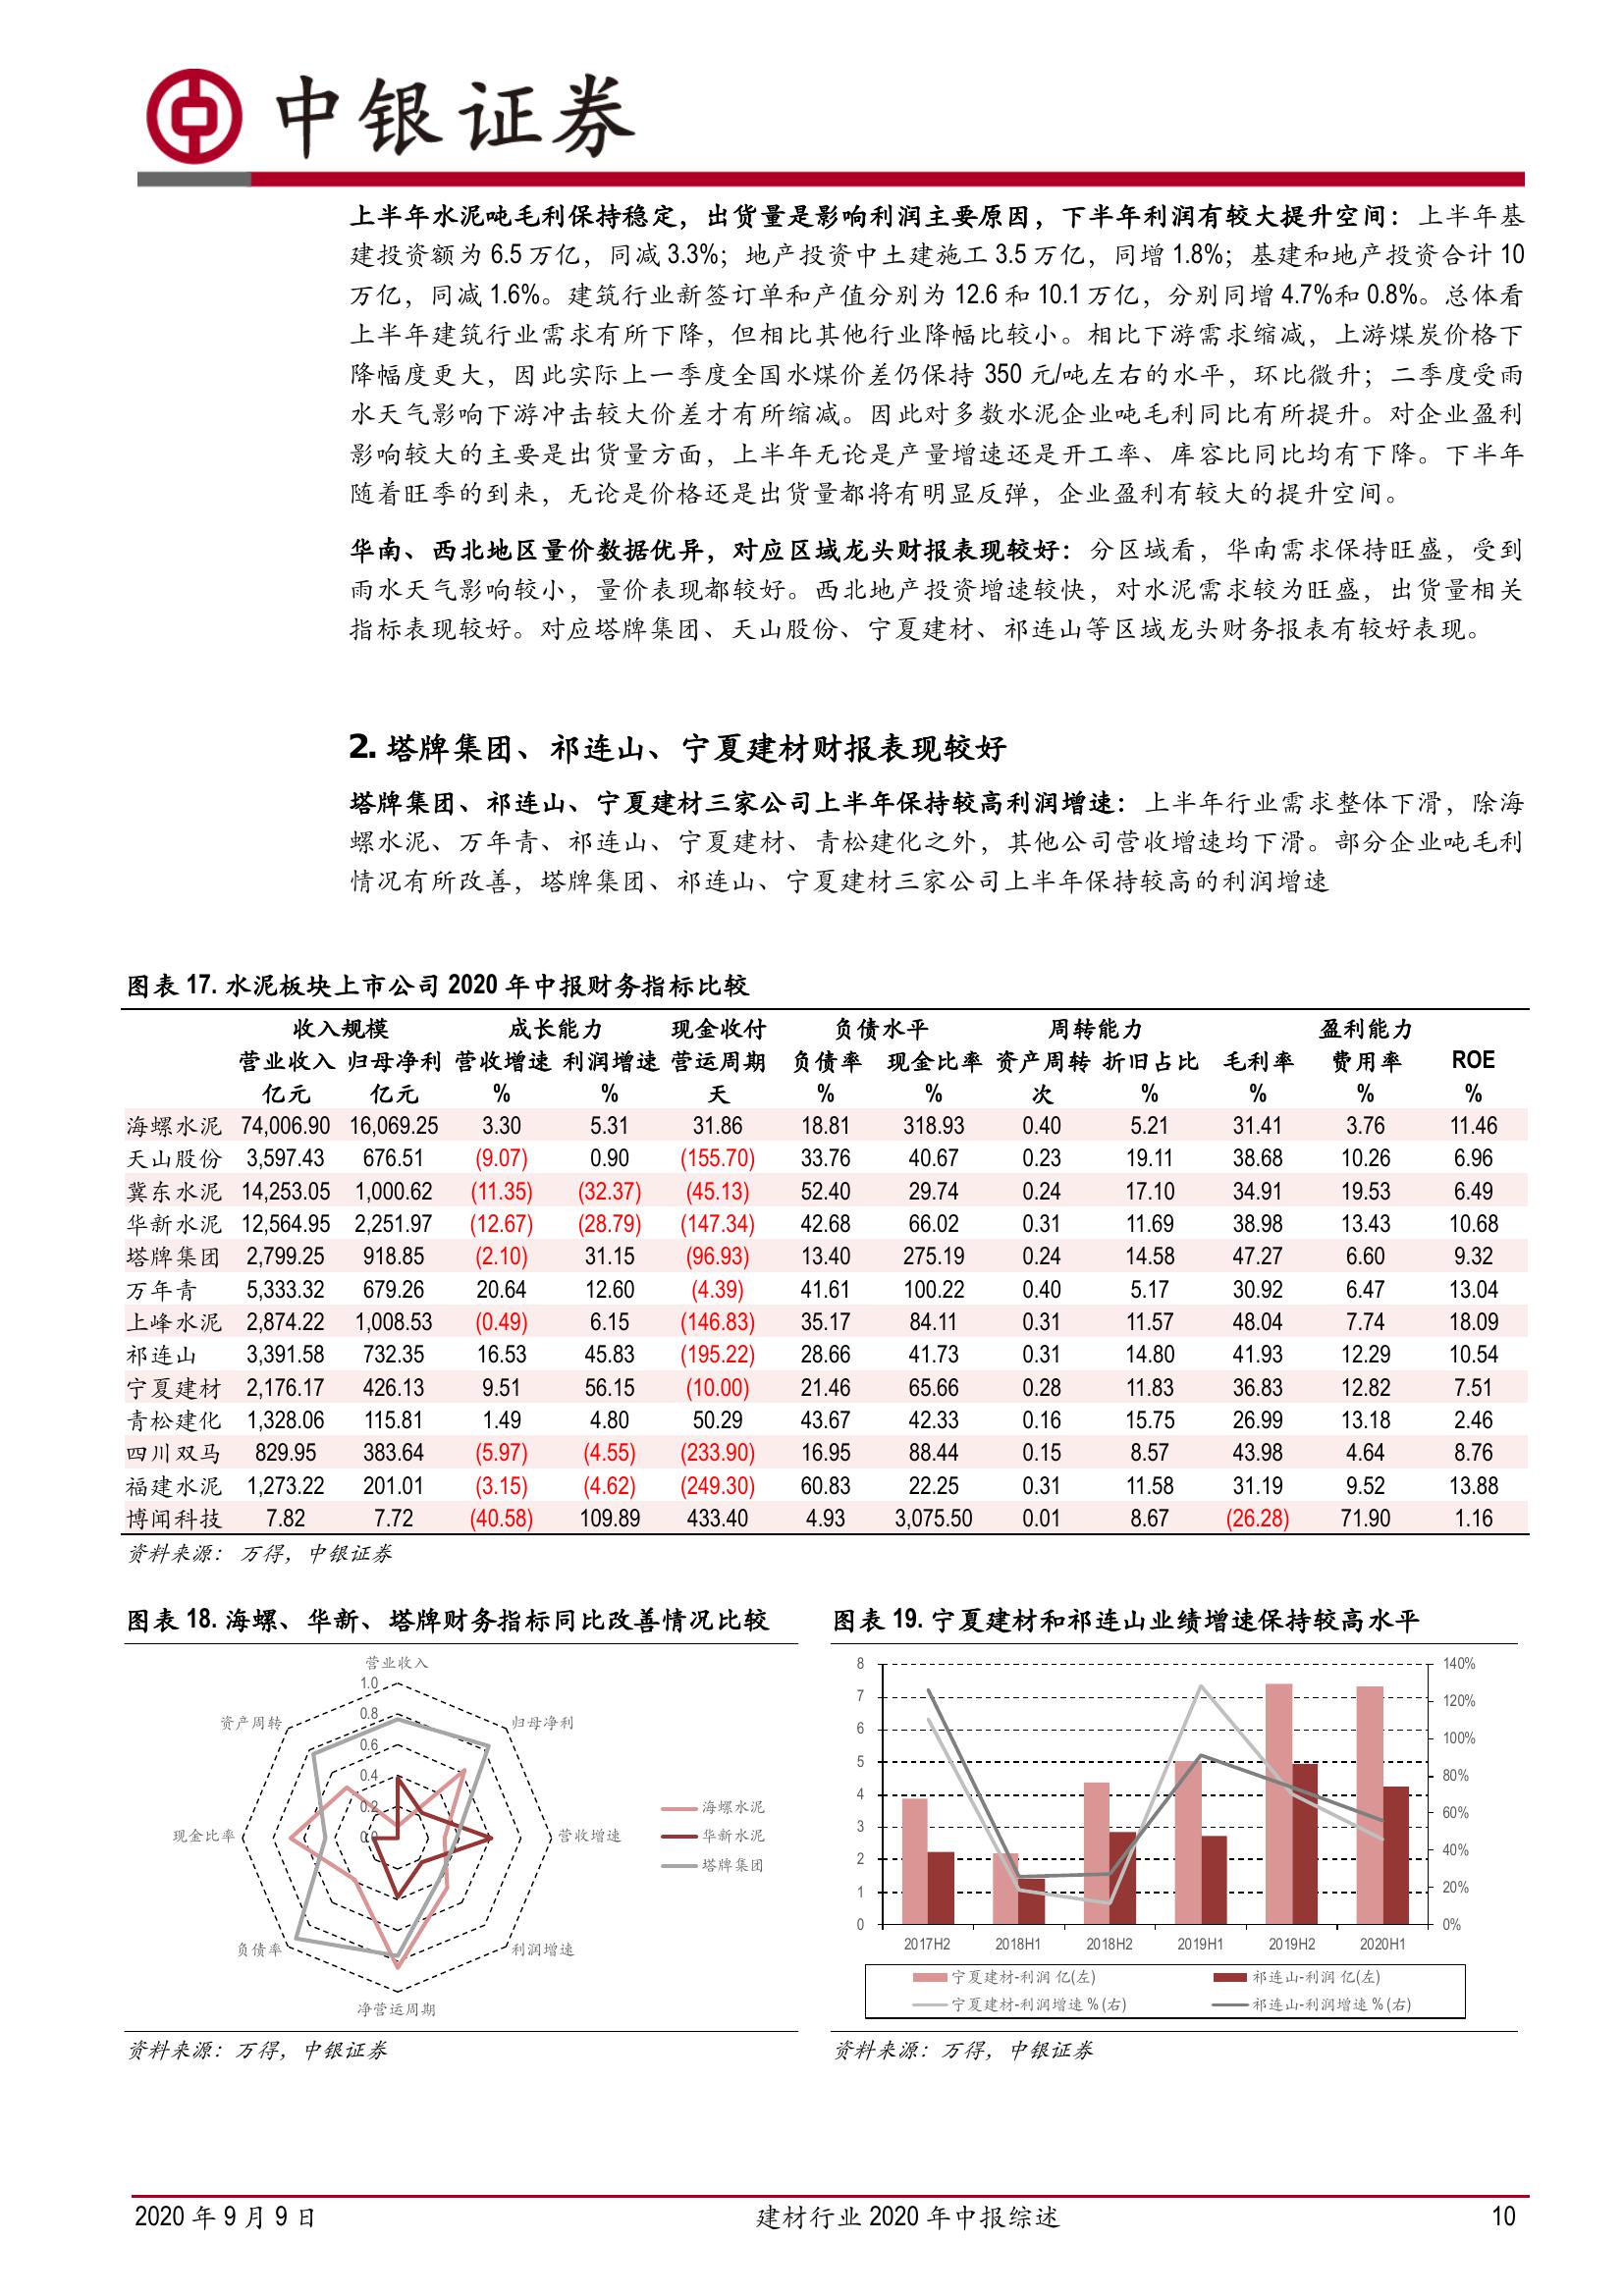 中银证券
上半年水泥吨毛利保持稳定，出货量是影响利润主要原因，下半年利润有较大提升空间：上半年基
建投资额为 6.5 万亿，同减 3.3%；地产投资中土建施工 3.5 万亿，同增 1.8%；基建和地产投资合计 10
万亿，同减 1.6%。建筑行业新签订单和产值分别为 12.6 和 10.1 万亿，分别同增 4.7%和 0.8%。总体看
上半年建筑行业需求有所下降，但相比其他行业降幅比较小。相比下游需求缩减，上游煤炭价格下
降幅度更大，因此实际上一季度全国水煤价差仍保持 350 元/吨左右的水平，环比微升；二季度受雨
水天气影响下游冲击较大价差才有所缩减。因此对多数水泥企业吨毛利同比有所提升。对企业盈利
影响较大的主要是出货量方面，上半年无论是产量增速还是开工率、库容比同比均有下降。下半年
随着旺季的到来，无论是价格还是出货量都将有明显反弹，企业盈利有较大的提升空间。
华南、西北地区量价数据优异，对应区域龙头财报表现较好：分区域看，华南需求保持旺盛，受到
雨水天气影响较小，量价表现都较好。西北地产投资增速较快，对水泥需求较为旺盛，出货量相关
指标表现较好。对应塔牌集团、天山股份、宁夏建材、祁连山等区域龙头财务报表有较好表现。
2. 塔牌集团、祁连山、宁夏建材财报表现较好
塔牌集团、祁连山、宁夏建材三家公司上半年保持较高利润增速：上半年行业需求整体下滑，除海
螺水泥、万年青、祁连山、宁夏建材、青松建化之外，其他公司营收增速均下滑。部分企业吨毛利
情况有所改善，塔牌集团、祁连山、宁夏建材三家公司上半年保持较高的利润增速
图表 17. 水泥板块上市公司 2020 年中报财务指标比较
收入规模 成长能力 现金收付 负债水平 周转能力 盈利能力
营业收入 归母净利 营收增速 利润增速 营运周期 负债率 现金比率 资产周转 折旧占比 毛利率 费用率 ROE
亿元 亿元 % % 天 % % 次 % % % %
海螺水泥 74,006.90 16,069.25 3.30 5.31 31.86 18.81 318.93 0.40 5.21 31.41 3.76 11.46
天山股份 3,597.43 676.51 (9.07) 0.90 (155.70) 33.76 40.67 0.23 19.11 38.68 10.26 6.96
冀东水泥 14,253.05 1,000.62 (11.35) (32.37) (45.13) 52.40 29.74 0.24 17.10 34.91 19.53 6.49
华新水泥 12,564.95 2,251.97 (12.67) (28.79) (147.34) 42.68 66.02 0.31 11.69 38.98 13.43 10.68
塔牌集团 2,799.25 918.85 (2.10) 31.15 (96.93) 13.40 275.19 0.24 14.58 47.27 6.60 9.32
万年青 5,333.32 679.26 20.64 12.60 (4.39) 41.61 100.22 0.40 5.17 30.92 6.47 13.04
上峰水泥 2,874.22 1,008.53 (0.49) 6.15 (146.83) 35.17 84.11 0.31 11.57 48.04 7.74 18.09
祁连山 3,391.58 732.35 16.53 45.83 (195.22) 28.66 41.73 0.31 14.80 41.93 12.29 10.54
宁夏建材 2,176.17 426.13 9.51 56.15 (10.00) 21.46 65.66 0.28 11.83 36.83 12.82 7.51
青松建化 1,328.06 115.81 1.49 4.80 50.29 43.67 42.33 0.16 15.75 26.99 13.18 2.46
四川双马 829.95 383.64 (5.97) (4.55) (233.90) 16.95 88.44 0.15 8.57 43.98 4.64 8.76
福建水泥 1,273.22 201.01 (3.15) (4.62) (249.30) 60.83 22.25 0.31 11.58 31.19 9.52 13.88
博闻科技 7.82 7.72 (40.58) 109.89 433.40 4.93 3,075.50 0.01 8.67 (26.28) 71.90 1.16
资料来源：万得，中银证券
图表 18. 海螺、华新、塔牌财务指标同比改善情况比较
营业收入
1.0
资产周转 0.8 归母净利
0.6
0.4
0.2
现金比率 0.0 营收增速
负债率 利润增速
净营运周期
海螺水泥
华新水泥
塔牌集团
资料来源：万得，中银证券
图表 19. 宁夏建材和祁连山业绩增速保持较高水平
8 140%
7 120%
6 100%
5 80%
4 60%
3 40%
2 20%
1 0%
0
2017H2 2018H1 2018H2 2019H1 2019H2 2020H1
宁夏建材-利润 亿(左) 祁连山-利润 亿(左)
宁夏建材-利润增速 % (右) 祁连山-利润增速 % (右)
资料来源：万得，中银证券
2020 年 9 月 9 日 建材行业 2020 年中报综述 10